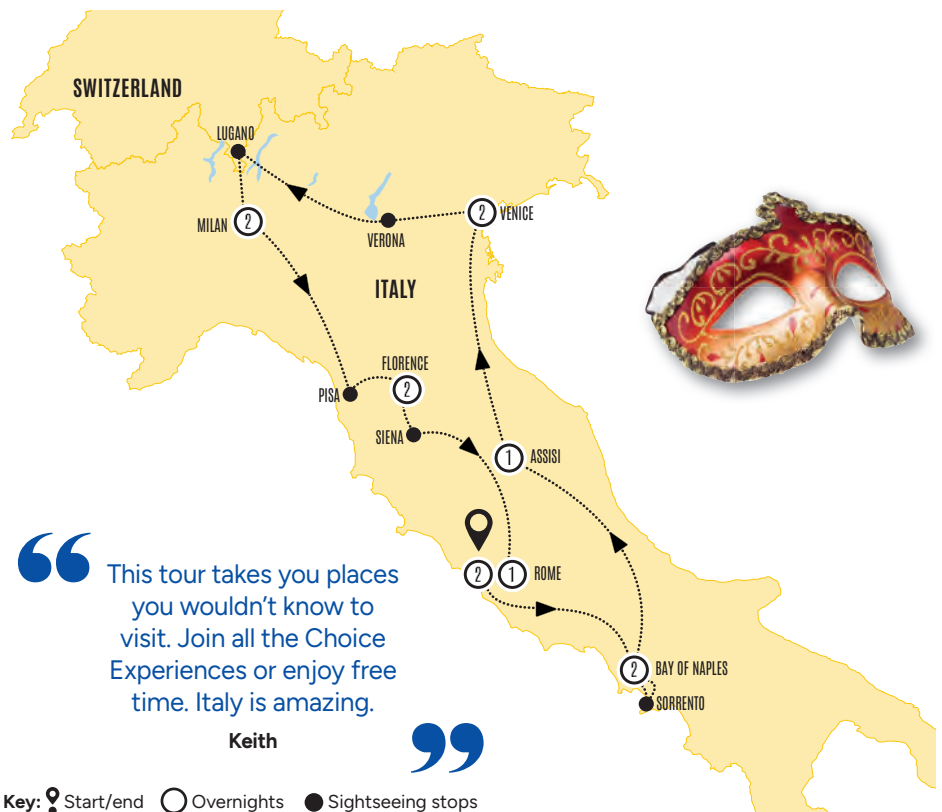 SWITZERLAND
LUGANO
MILAN
2
VERONA
2
VENICE
ITALY
FLORENCE
2
PISA
SIENA
1
ASSISI
2
1
ROME
2
BAY OF NAPLES
SORRENTO
“
This tour takes you places
you wouldn’t know to
visit. Join all the Choice
Experiences or enjoy free
time. Italy is amazing.
Keith
”
Key: Start/end Overnights Sightseeing stops